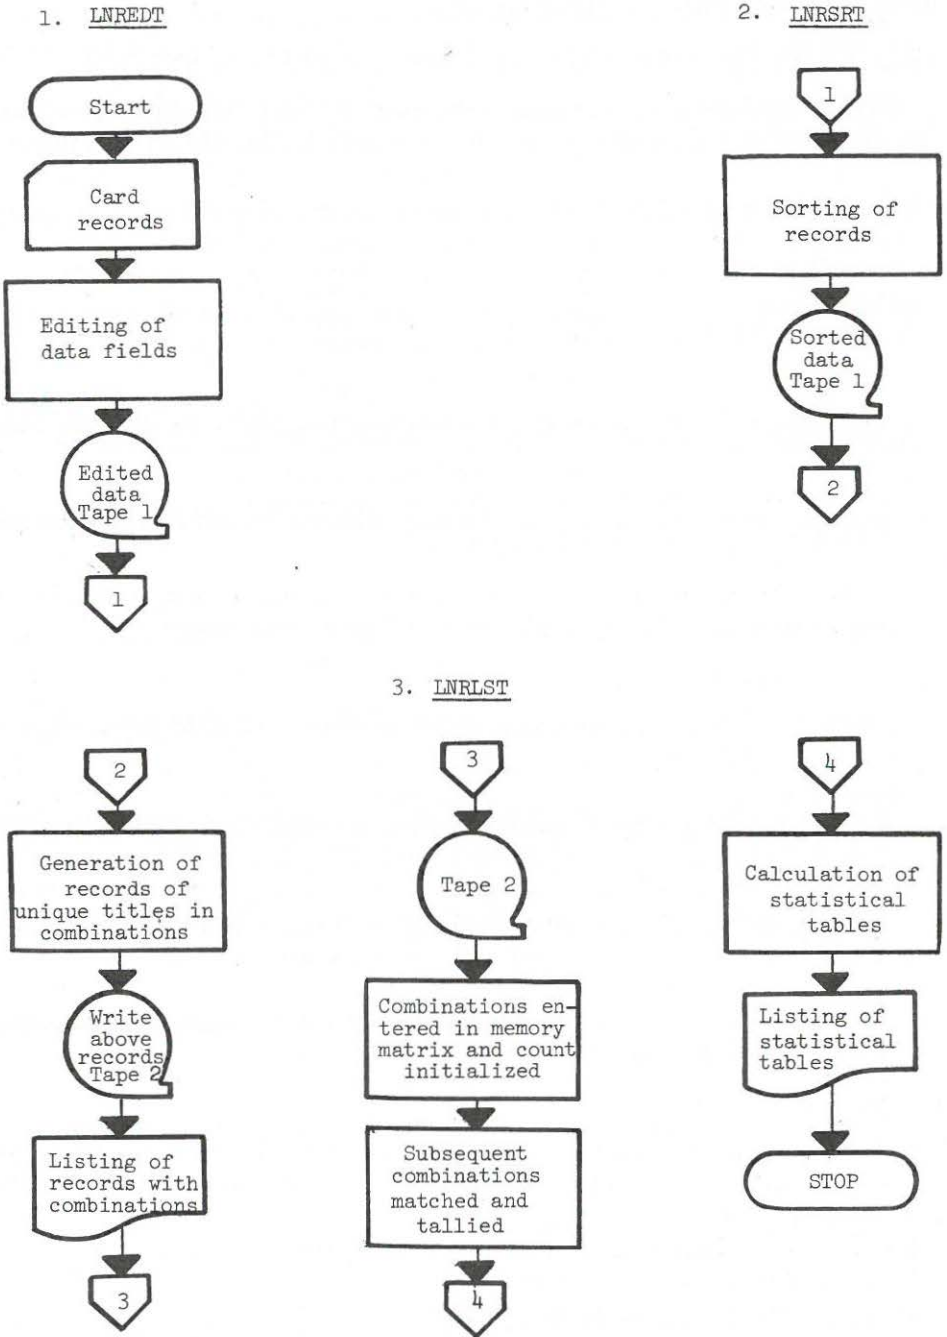 1. LNREDT
Start
Card
records
Editing of
data fields
Edited
data
Tape 1
1
2. LNRSRT
1
Sorting of
records
Sorted
data
Tape 1
2
3. LNRLST
2
Generation of
records of
unique titles in
combinations
Write
above
records
Tape 2
Listing of
records with
combinations
3
3
Tape 2
Combinations en-
tered in memory
matrix and count
initialized
Subsequent
combinations
matched and
tallied
4
4
Calculation of
statistical
tables
Listing of
statistical
tables
STOP